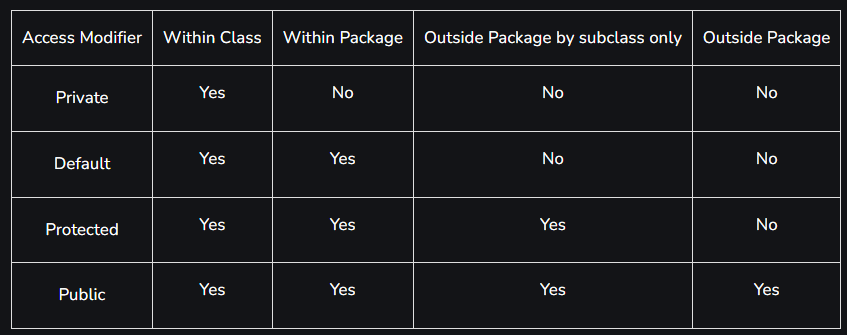 Access Modifier Within Class Within Package Outside Package by subclass only Outside Package
Private Yes No No No
Default Yes Yes No No
Protected Yes Yes Yes No
Public Yes Yes Yes Yes